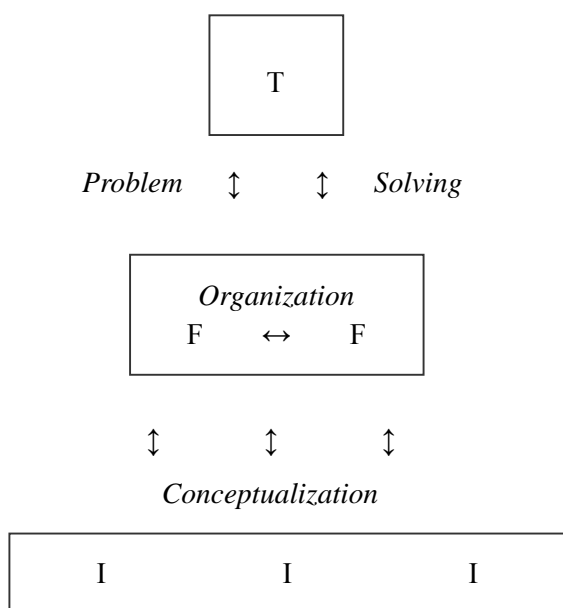 T
Problem ↕ ↕ Solving
Organization
F ↔ F
↕ ↕ ↕
Conceptualization
I I I